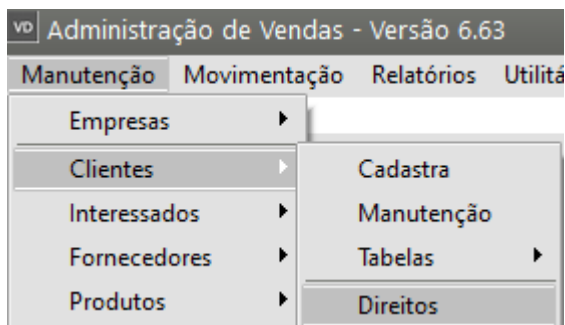 VD Administração de Vendas - Versão 6.63
Manutenção Movimentação Relatórios
Empresas
Clientes Cadastra
Interessados Manutenção
Fornecedores Tabelas
Produtos Direitos